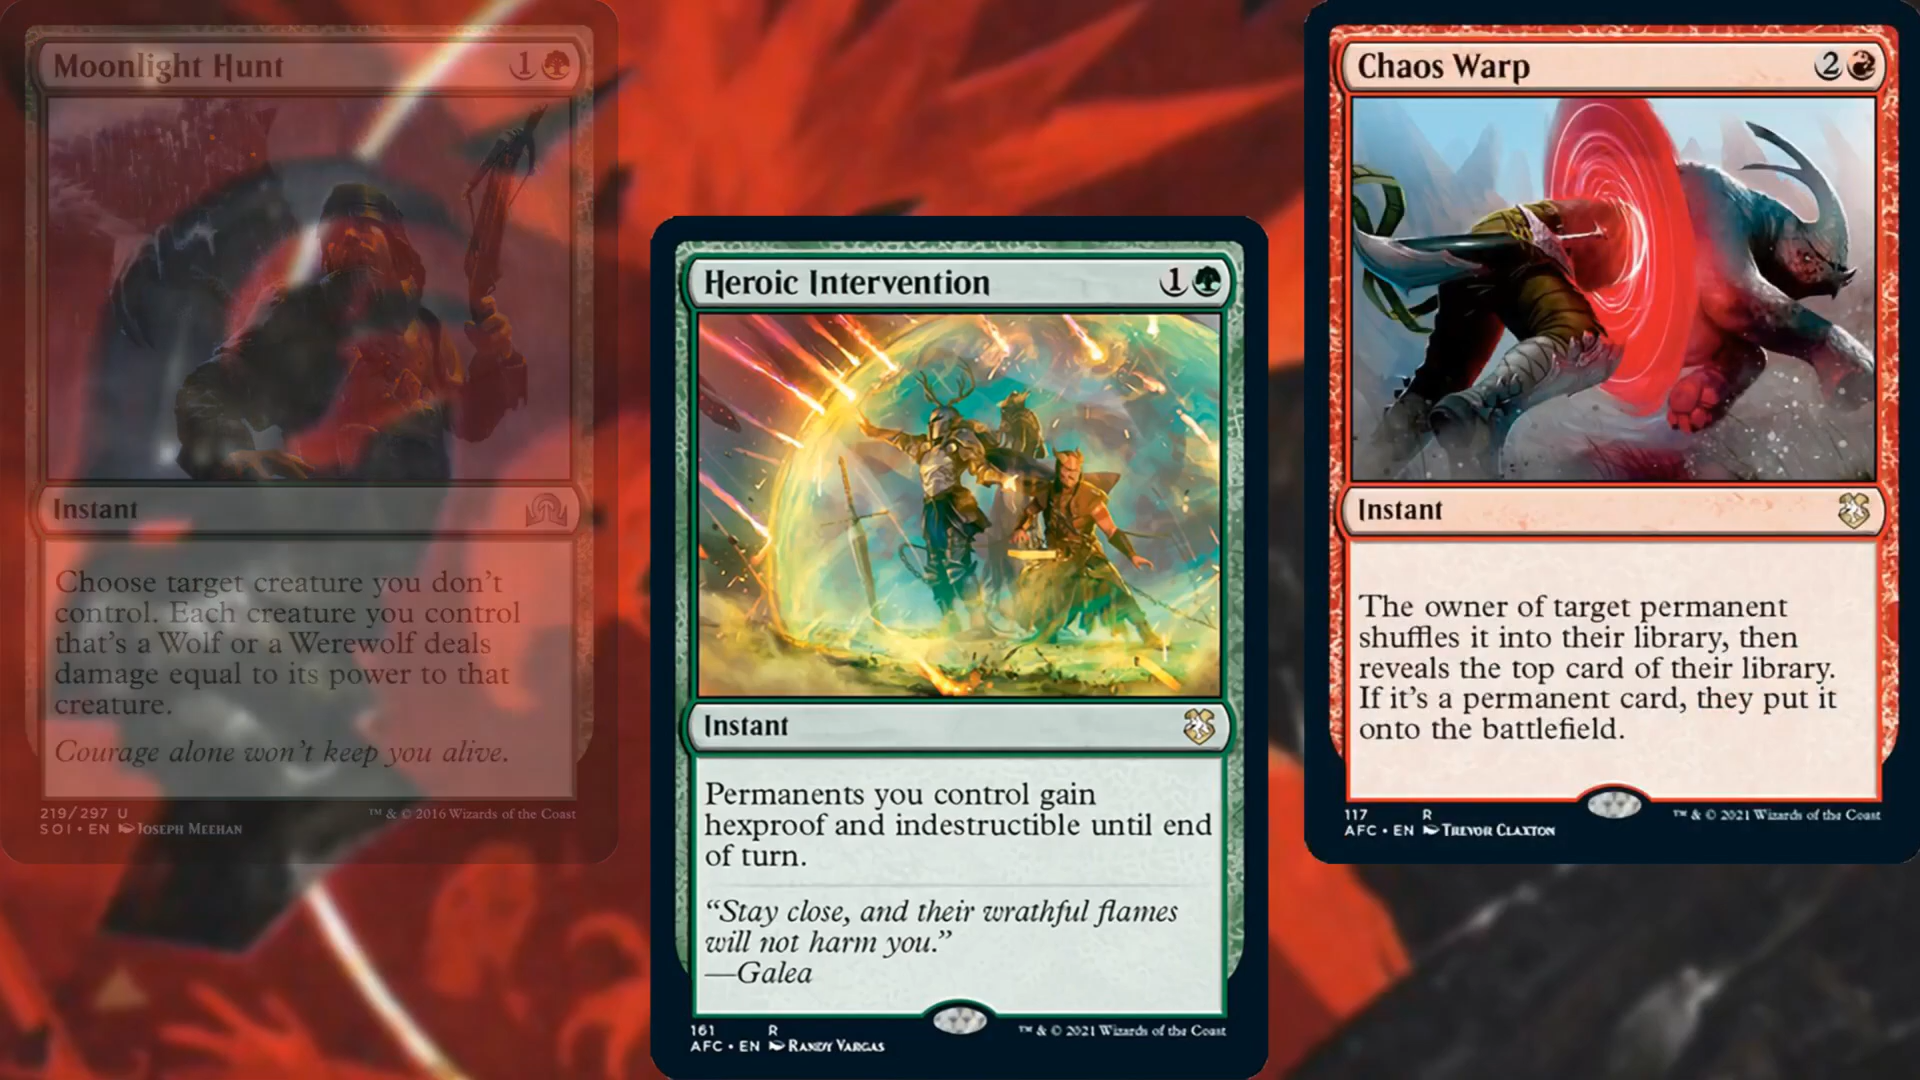 Moonlight Hunt 1
Instant
Choose target creature you don't
control. Each creature you control
that's a Wolf or a Werewolf deals
damage equal to its power to that
creature.
Courage alone won't keep you alive.
219/297 U
SOI • EN Joseph Meehan
™ & © 2016 Wizards of the Coast
Heroic Intervention 1
Instant
Permanents you control gain
hexproof and indestructible until end
of turn.
"Stay close, and their wrathful flames
will not harm you."
—Galea
161 R
AFC • EN Randy Vargas
™ & © 2021 Wizards of the Coast
Chaos Warp 2
Instant
The owner of target permanent
shuffles it into their library, then
reveals the top card of their library.
If it's a permanent card, they put it
onto the battlefield.
117 R
AFC • EN Trevor Claxton
™ & © 2021 Wizards of the Coast